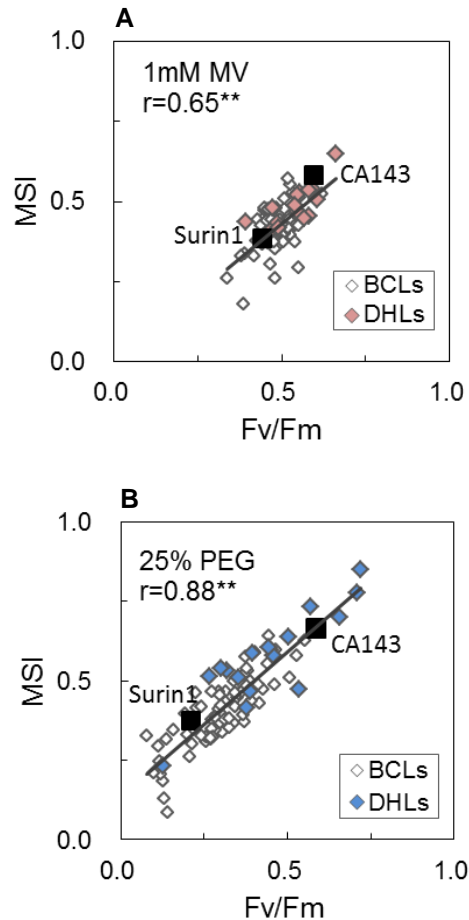 A
1.0
1mM MV
r=0.65**
CA143
MSI
0.5
Surin1
BCLs
DHLs
0.0
0.0
0.5
1.0
Fv/Fm
B
1.0
25% PEG
r=0.88**
CA143
MSI
Surin1
0.5
BCLs
DHLs
0.0
0.0
0.5
1.0
Fv/Fm